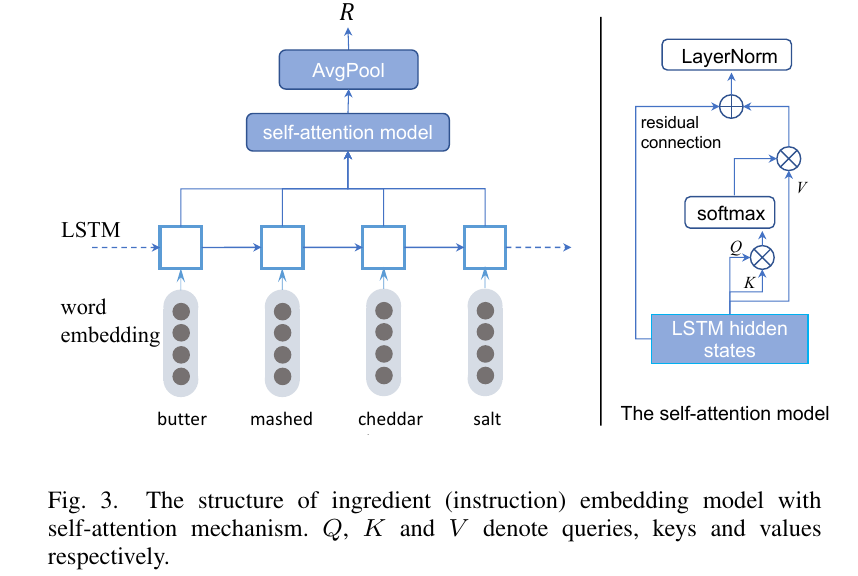 R
AvgPool
self-attention model
LSTM
word
embedding
butter
mashed
cheddar
salt
LayerNorm
residual
connection
V
softmax
Q
K
LSTM hidden
states
The self-attention model
Fig. 3. The structure of ingredient (instruction) embedding model with
self-attention mechanism. Q, K and V denote queries, keys and values
respectively.